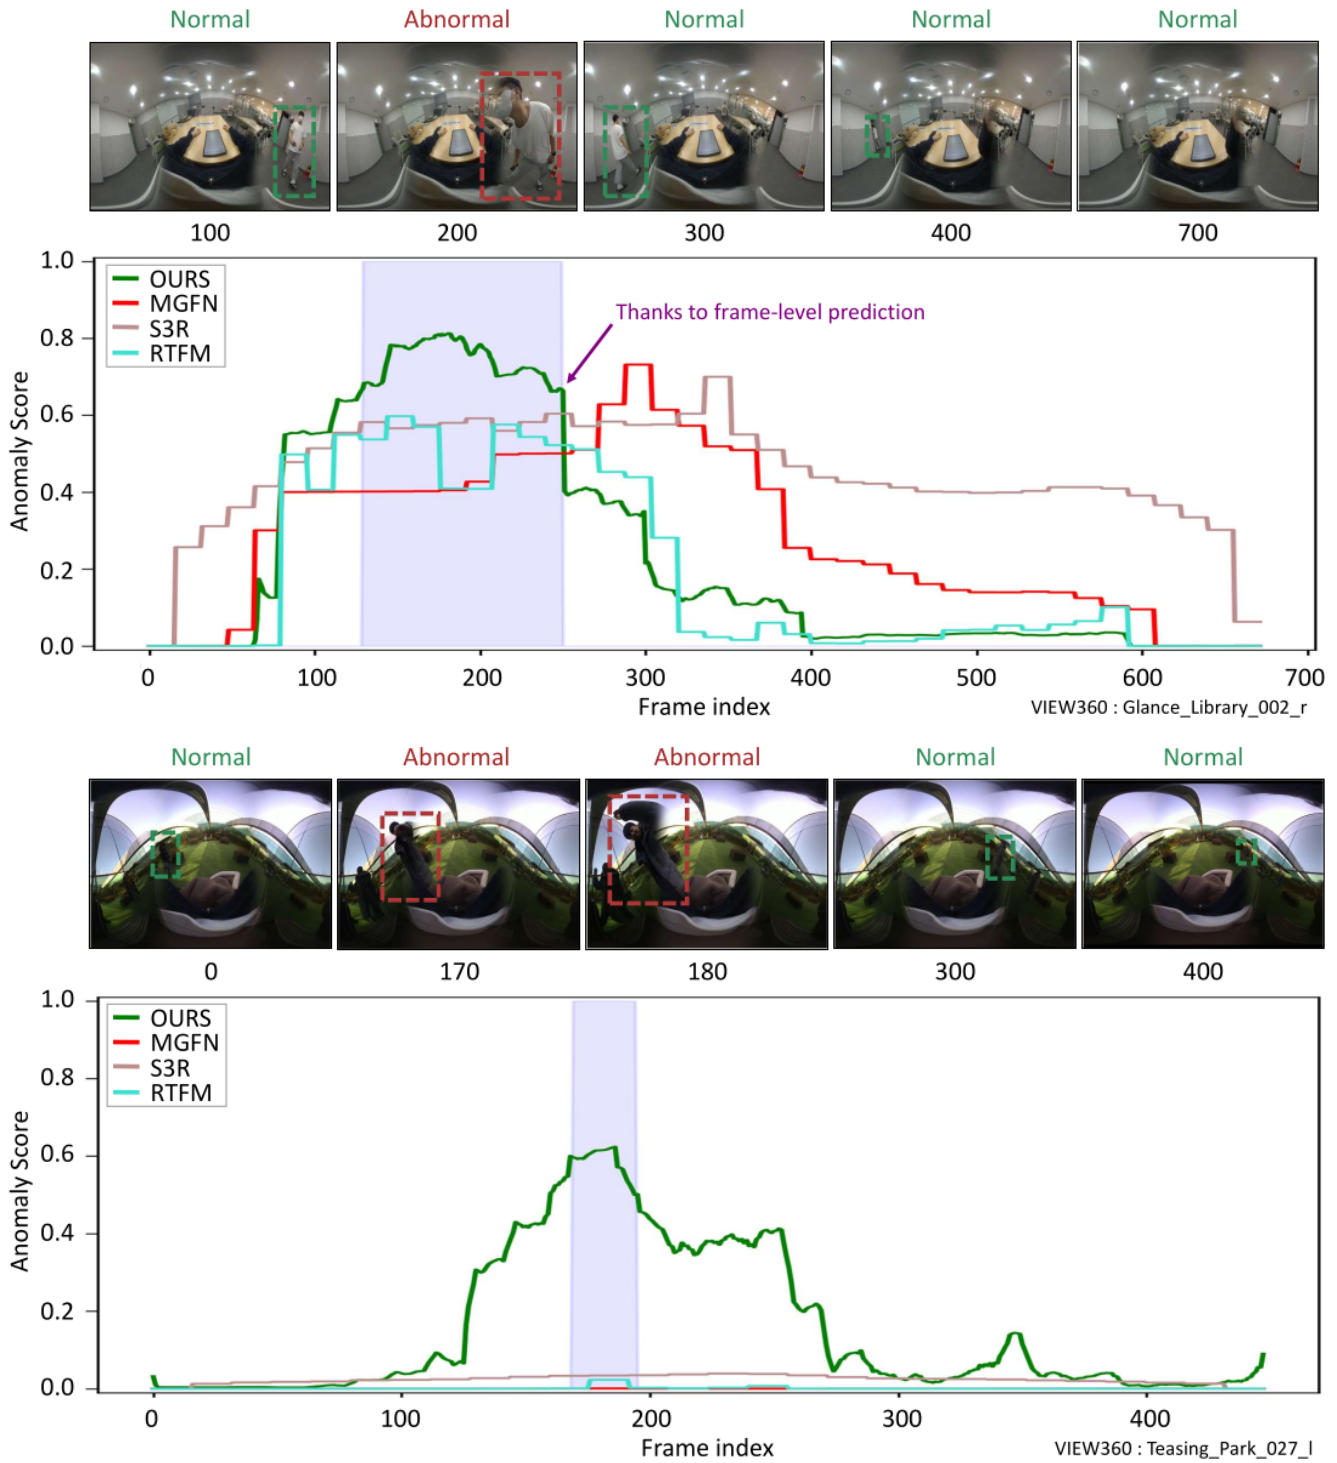 Normal Abnormal Normal Normal Normal
100 200 300 400 700
1.0
0.8
0.6
0.4
0.2
0.0
Anomaly Score
OURS
MGFN
S3R
RTFM
Thanks to frame-level prediction
0 100 200 300 400 500 600 700
Frame index
VIEW360 : Glance_Library_002_r
Normal Abnormal Abnormal Normal Normal
0 170 180 300 400
1.0
0.8
0.6
0.4
0.2
0.0
Anomaly Score
OURS
MGFN
S3R
RTFM
0 100 200 300 400
Frame index
VIEW360 : Teasing_Park_027_l